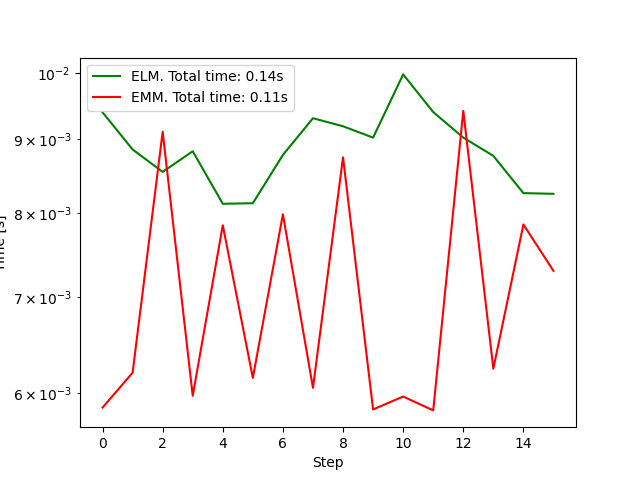 ELM. Total time: 0.14s
EMM. Total time: 0.11s
10⁻²
9 × 10⁻³
8 × 10⁻³
7 × 10⁻³
6 × 10⁻³
0 2 4 6 8 10 12 14
Step